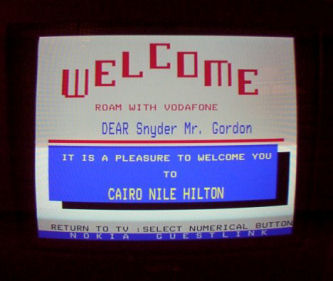 WELCOME
ROAM WITH VODAFONE
DEAR Snyder Mr. Gordon
IT IS A PLEASURE TO WELCOME YOU
TO
CAIRO NILE HILTON
RETURN TO TV :SELECT NUMERICAL BUTTON
NOKIA GUESTLINK